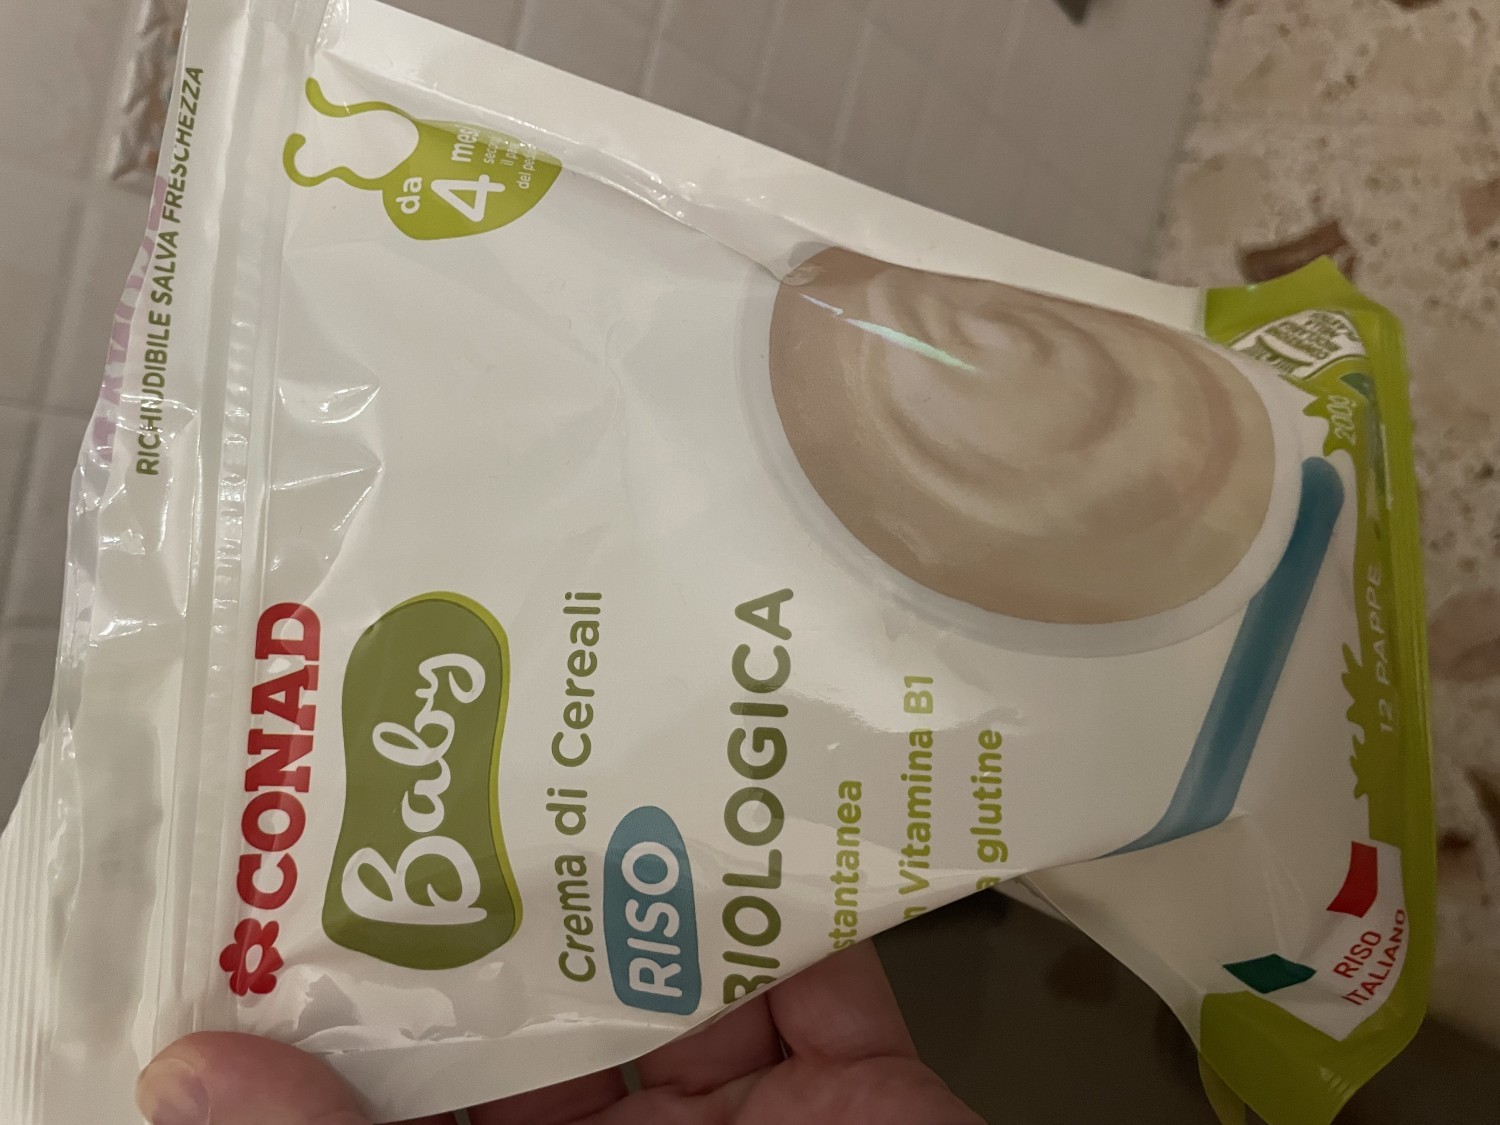 RICHIUDIBILE SALVA FRESCHEZZA
da
4 mesi
CONAD
Baby
Crema di Cereali
RISO
BIOLOGICA
stantanea
n Vitamina B1
a glutine
200g
12 PAPPE
RISO
ITALIANO